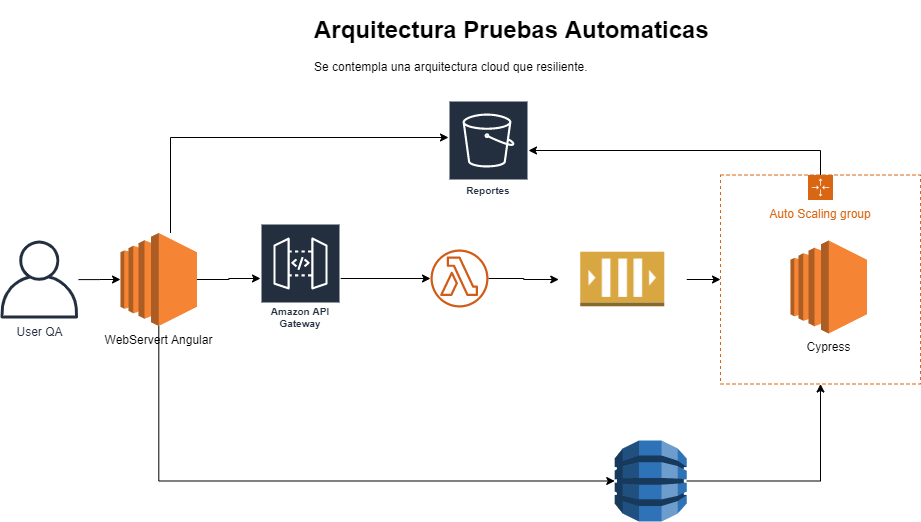 Arquitectura Pruebas Automaticas
Se contempla una arquitectura cloud que resiliente.
Reportes
Auto Scaling group
User QA
WebServert Angular
Amazon API
Gateway
Cypress